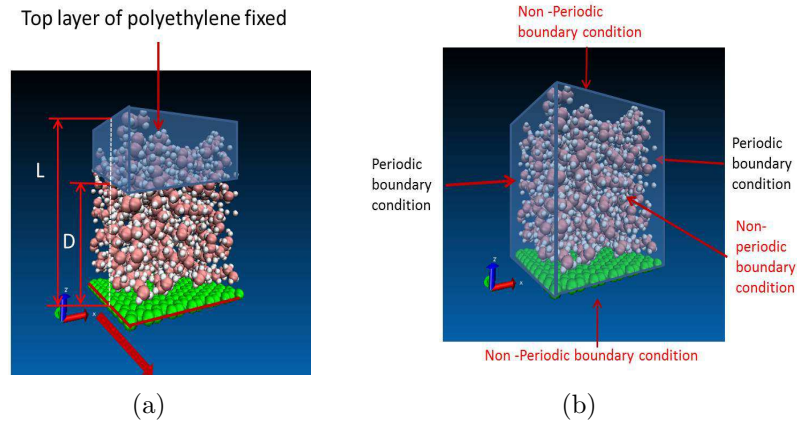 Top layer of polyethylene fixed
L
D
z
x
(a)
Non -Periodic
boundary condition
Periodic
boundary
condition
Periodic
boundary
condition
Non-
periodic
boundary
condition
z
x
Non -Periodic boundary condition
(b)